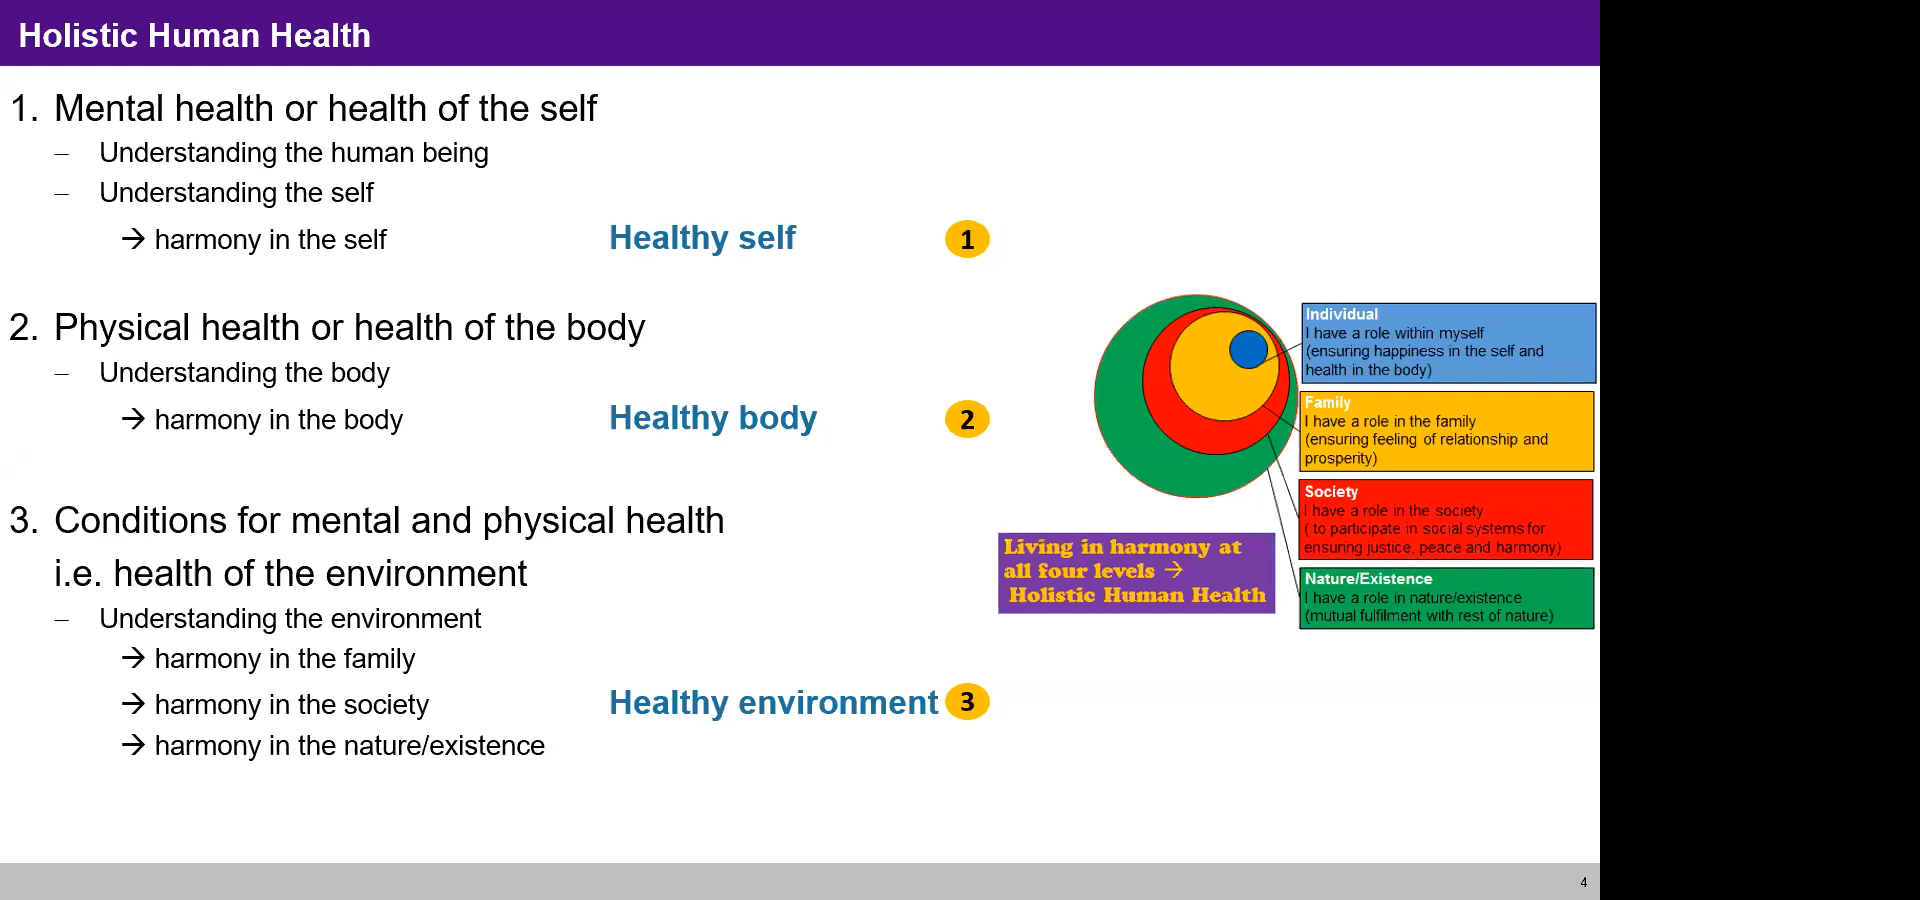 Holistic Human Health
1. Mental health or health of the self
– Understanding the human being
– Understanding the self
→ harmony in the self
Healthy self
1
2. Physical health or health of the body
– Understanding the body
→ harmony in the body
Healthy body
2
3. Conditions for mental and physical health
i.e. health of the environment
– Understanding the environment
→ harmony in the family
→ harmony in the society
Healthy environment
3
→ harmony in the nature/existence
Individual
I have a role within myself
(ensuring happiness in the self and
health in the body)
Family
I have a role in the family
(ensuring feeling of relationship and
prosperity)
Society
I have a role in the society
( to participate in social systems for
ensuring justice, peace and harmony)
Nature/Existence
I have a role in nature/existence
(mutual fulfilment with rest of nature)
Living in harmony at
all four levels →
Holistic Human Health
4